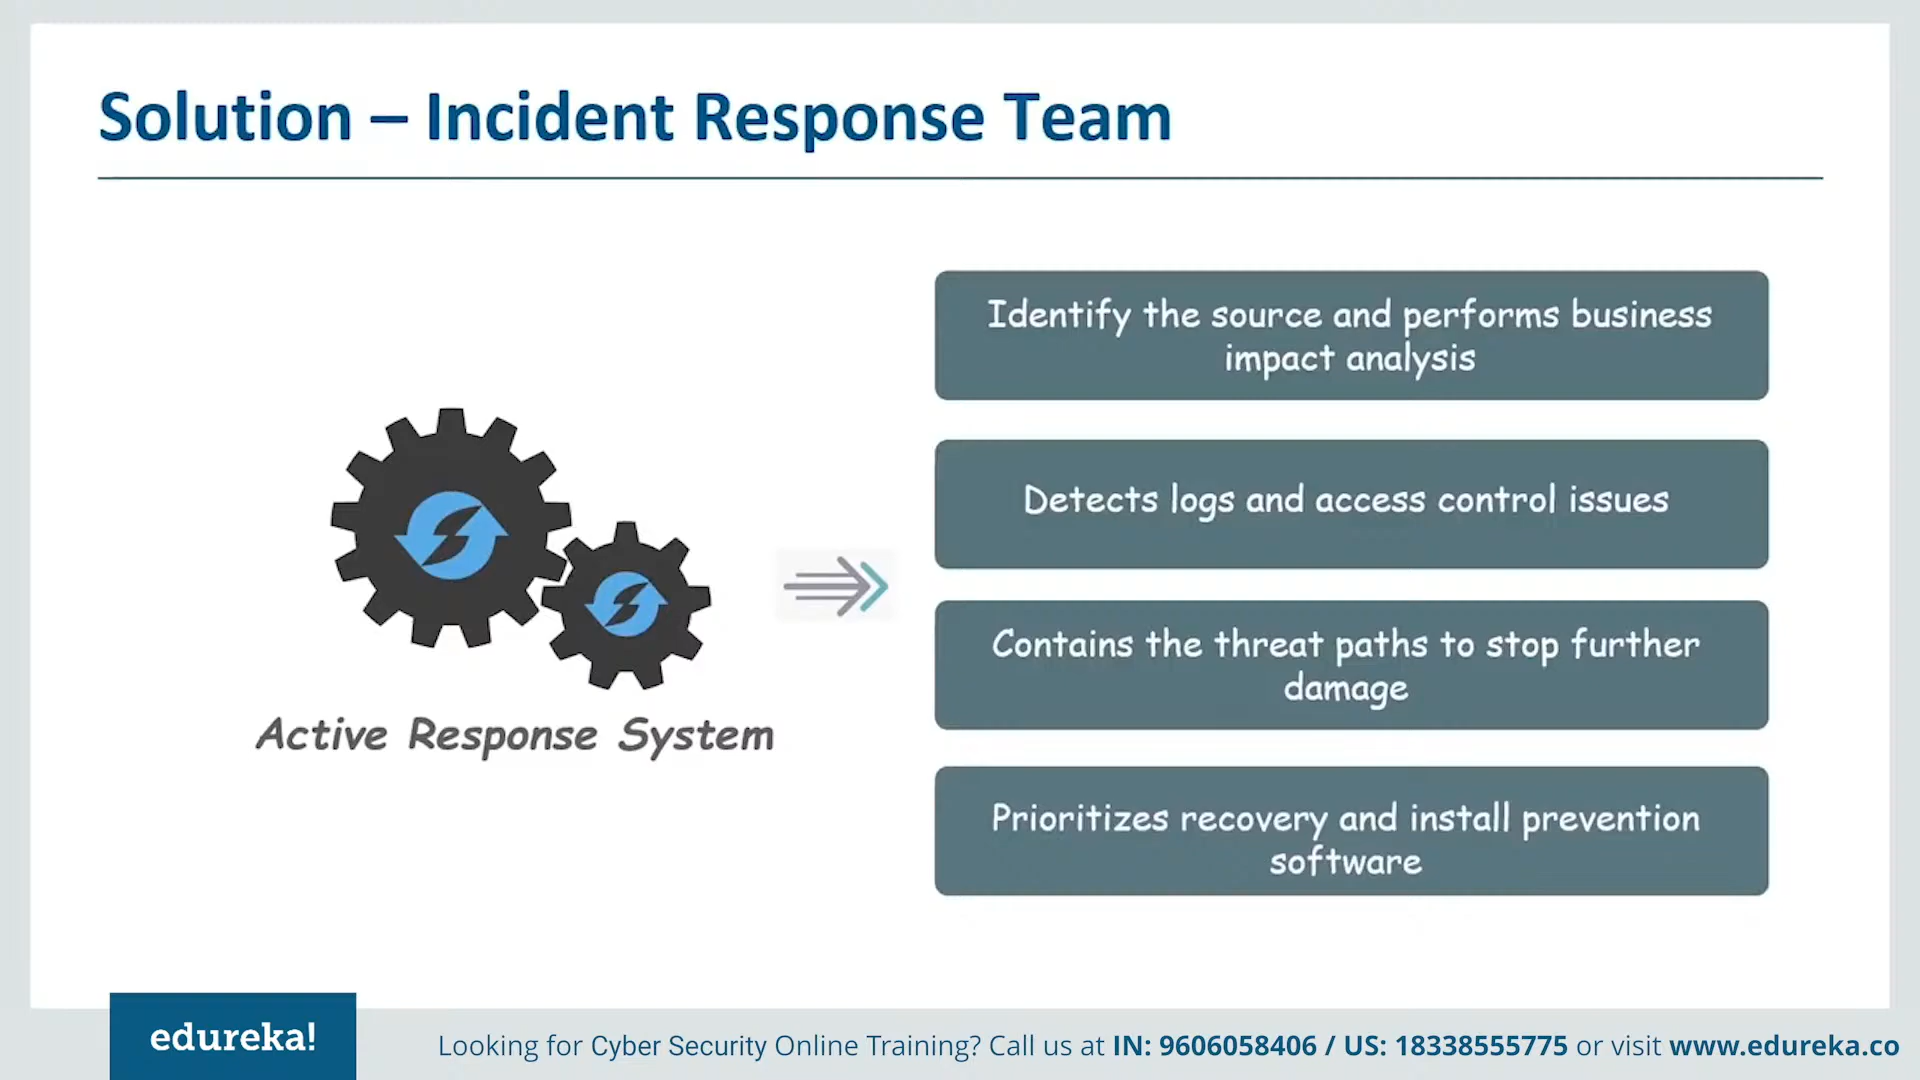 Solution – Incident Response Team
Identify the source and performs business
impact analysis
Detects logs and access control issues
Contains the threat paths to stop further
damage
Prioritizes recovery and install prevention
software
Active Response System
edureka!
Looking for Cyber Security Online Training? Call us at IN: 9606058406 / US: 18338555775 or visit www.edureka.co